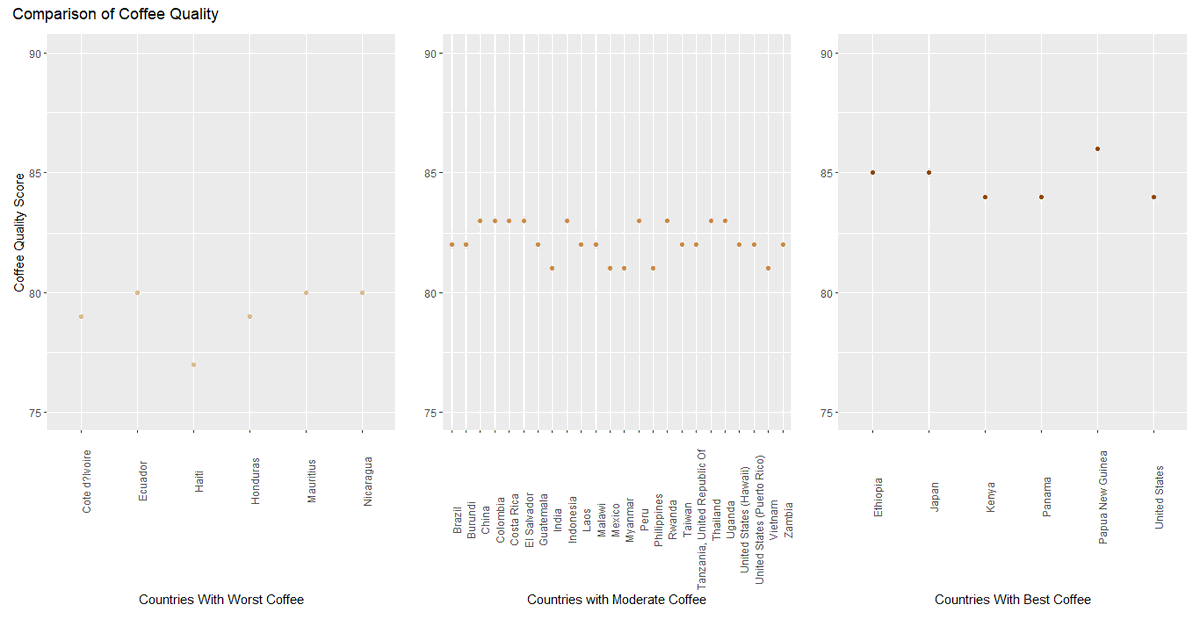 Comparison of Coffee Quality
Coffee Quality Score
90
85
80
75
Cote d?Ivoire
Ecuador
Haiti
Honduras
Mauritius
Nicaragua
Countries With Worst Coffee
90
85
80
75
Brazil
Burundi
China
Colombia
Costa Rica
El Salvador
Guatemala
India
Indonesia
Laos
Malawi
Mexico
Myanmar
Peru
Philippines
Rwanda
Taiwan
Tanzania, United Republic Of
Thailand
Uganda
United States (Hawaii)
United States (Puerto Rico)
Vietnam
Zambia
Countries with Moderate Coffee
90
85
80
75
Ethiopia
Japan
Kenya
Panama
Papua New Guinea
United States
Countries With Best Coffee